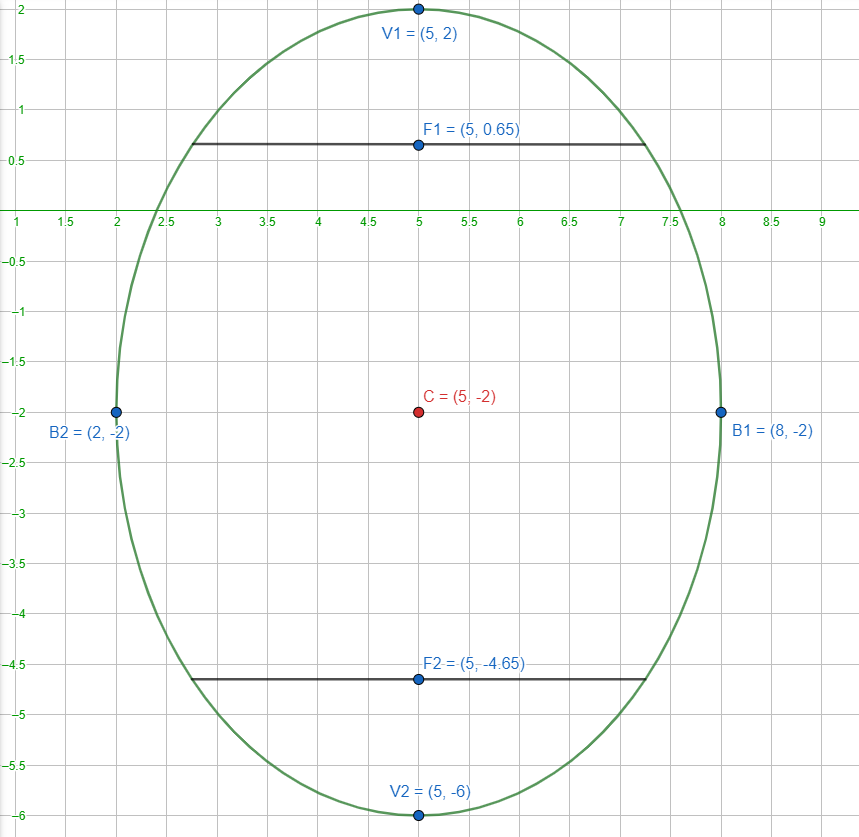 2
V1 = (5, 2)
1.5
1
F1 = (5, 0.65)
0.5
1 1.5 2 2.5 3 3.5 4 4.5 5 5.5 6 6.5 7 7.5 8 8.5 9
–0.5
–1
–1.5
C = (5, -2)
–2
B2 = (2, -2)
B1 = (8, -2)
–2.5
–3
–3.5
–4
–4.5
F2 = (5, -4.65)
–5
–5.5
V2 = (5, -6)
–6